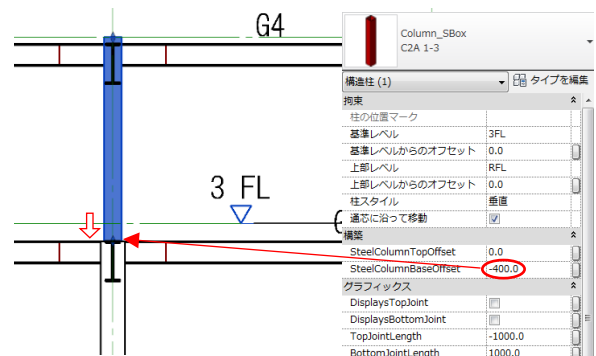 G4
3 FL
Column_SBox
C2A 1-3
構造柱 (1)
タイプを編集
拘束
柱の位置マーク
基準レベル 3FL
基準レベルからのオフセット 0.0
上部レベル RFL
上部レベルからのオフセット 0.0
柱スタイル 垂直
通芯に沿って移動
構築
SteelColumnTopOffset 0.0
SteelColumnBaseOffset -400.0
グラフィックス
DisplaysTopJoint
DisplaysBottomJoint
TopJointLength -1000.0
BottomJointLength 1000.0